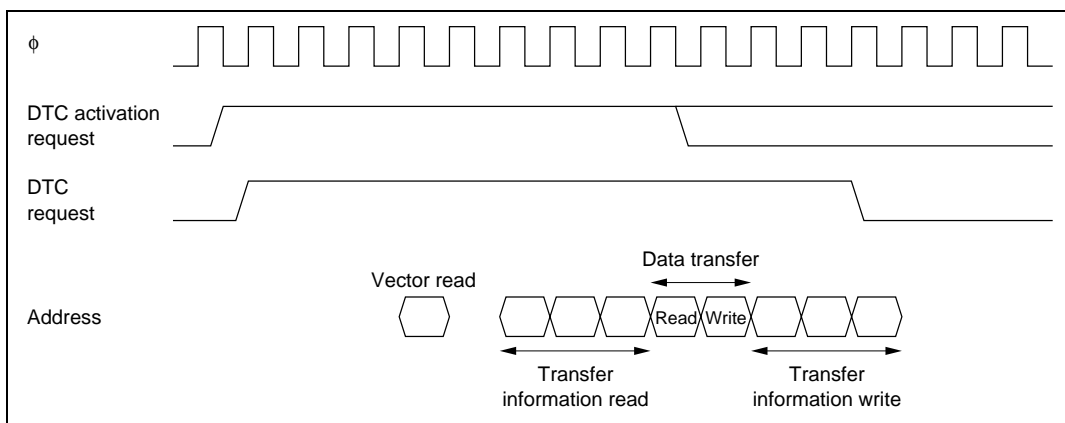 ϕ
DTC activation
request
DTC
request
Data transfer
Vector read
Address
Read
Write
Transfer
information read
Transfer
information write